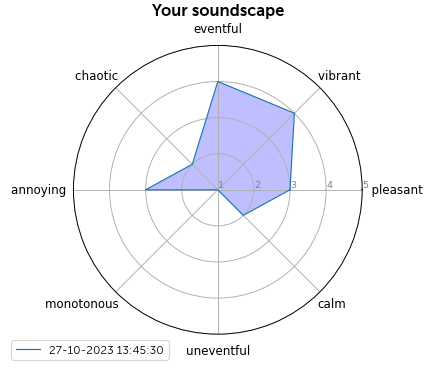 Your soundscape
eventful
chaotic
vibrant
annoying
1 2 3 4 5
pleasant
monotonous
calm
27-10-2023 13:45:30
uneventful